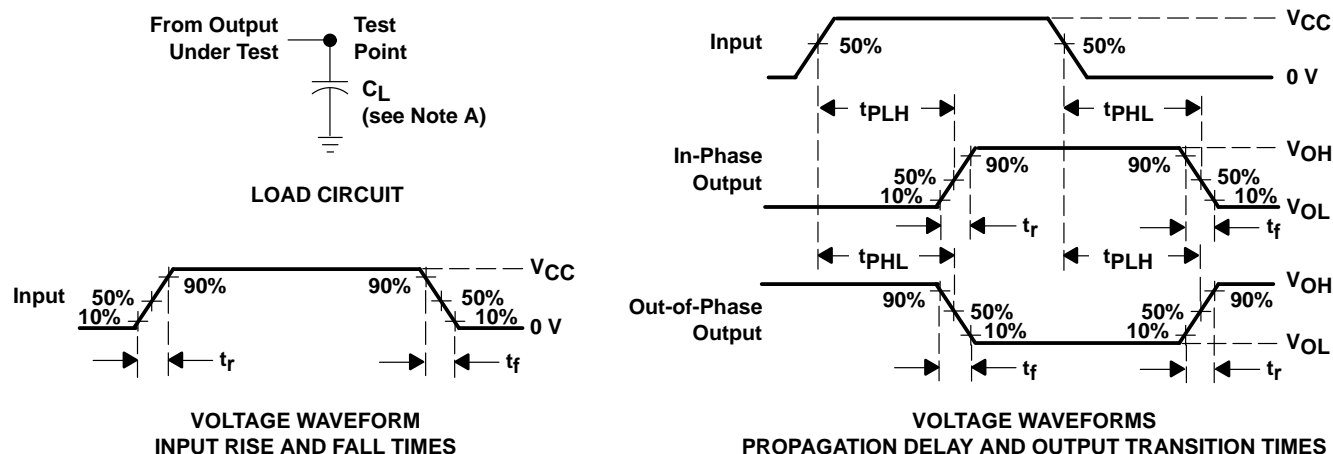 From Output
Under Test
Test
Point
CL
(see Note A)
LOAD CIRCUIT
Input
50%
10%
90%
90%
50%
10%
VCC
0 V
tr
tf
VOLTAGE WAVEFORM
INPUT RISE AND FALL TIMES
Input
50%
50%
VCC
0 V
tPLH
tPHL
In-Phase
Output
50%
10%
90%
90%
50%
10%
VOH
VOL
tr
tf
tPHL
tPLH
Out-of-Phase
Output
90%
50%
10%
50%
10%
90%
VOH
VOL
tf
tr
VOLTAGE WAVEFORMS
PROPAGATION DELAY AND OUTPUT TRANSITION TIMES